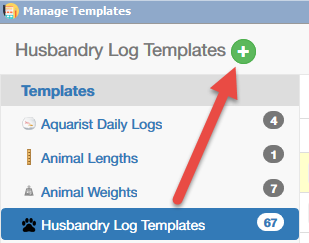 Manage Templates
Husbandry Log Templates
Templates
Aquarist Daily Logs 4
Animal Lengths 1
Animal Weights 7
Husbandry Log Templates 67